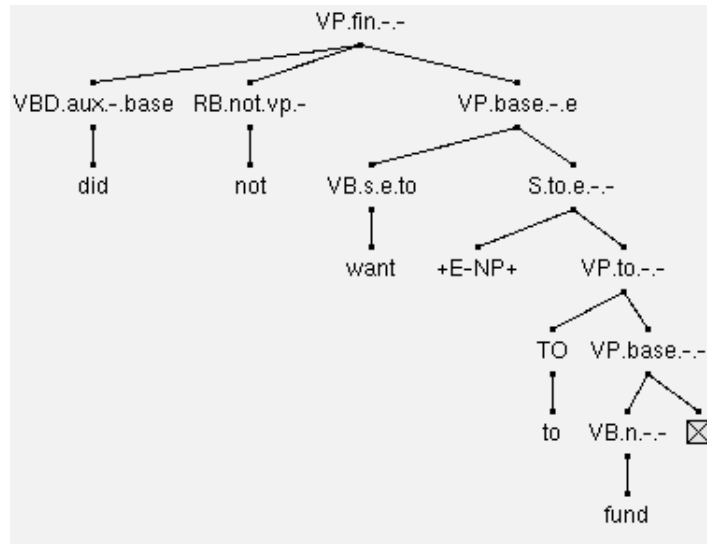 VP.fin.-.-
VBD.aux.-.base RB.not.vp.- VP.base.-.e
did not VB.s.e.to S.to.e.-.-
want +E-NP+ VP.to.-.-
TO VP.base.-.-
to VB.n.-.-
fund